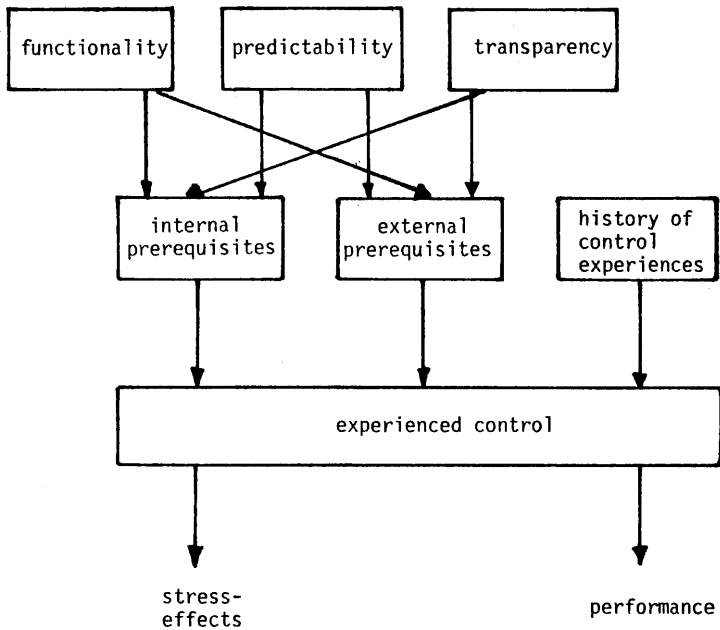 functionality
predictability
transparency
internal
prerequisites
external
prerequisites
history of
control
experiences
experienced control
stress-
effects
performance